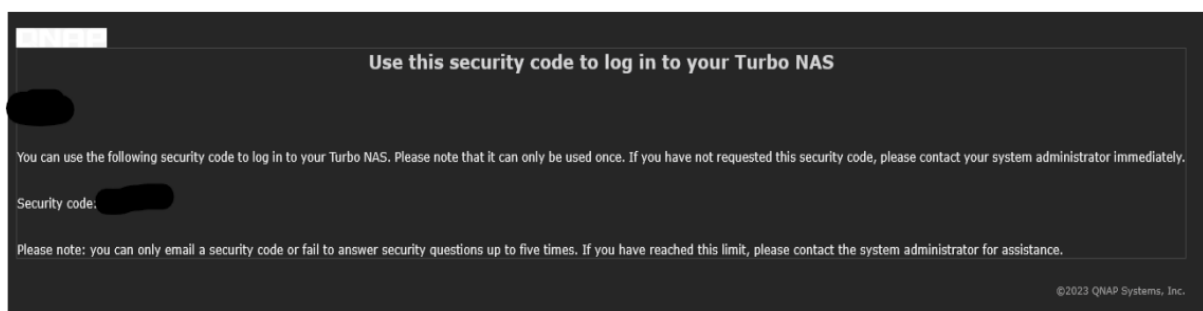 QNAP
Use this security code to log in to your Turbo NAS
You can use the following security code to log in to your Turbo NAS. Please note that it can only be used once. If you have not requested this security code, please contact your system administrator immediately.
Security code:
Please note: you can only email a security code or fail to answer security questions up to five times. If you have reached this limit, please contact the system administrator for assistance.
©2023 QNAP Systems, Inc.